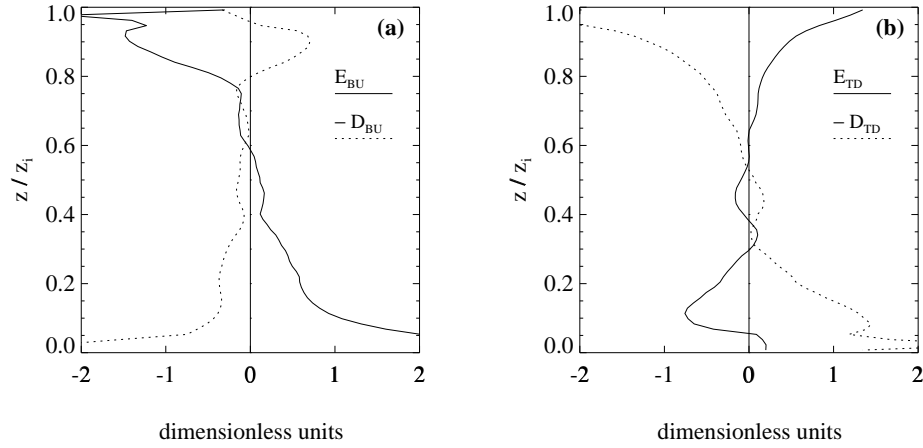 (a)
E_BU
– D_BU
1.0
0.8
0.6
0.4
0.2
0.0
z / z_i
-2 -1 0 1 2
dimensionless units
(b)
E_TD
– D_TD
1.0
0.8
0.6
0.4
0.2
0.0
z / z_i
-2 -1 0 1 2
dimensionless units